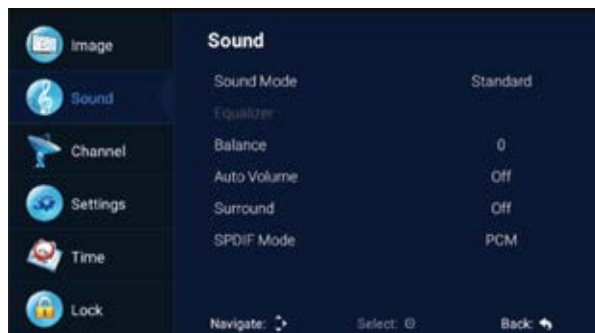 Image
Sound
Channel
Settings
Time
Lock
Sound
Sound Mode Standard
Equalizer
Balance 0
Auto Volume Off
Surround Off
SPDIF Mode PCM
Navigate: Select: Back: